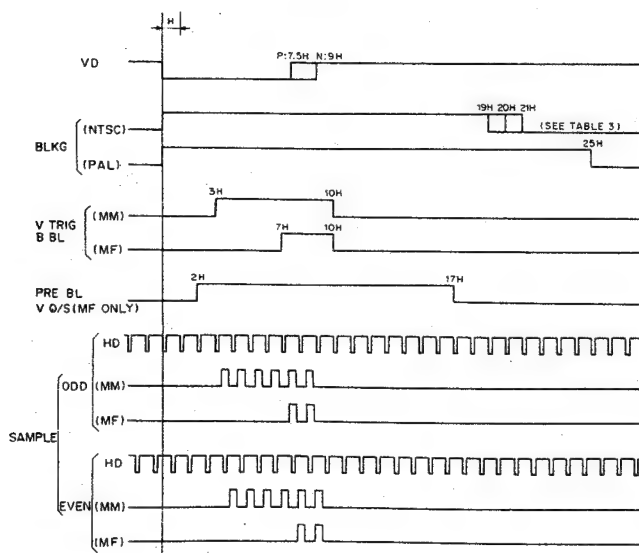 H
VD
P:7.5H N:9H
19H 20H 21H
(NTSC)
(SEE TABLE 3)
BLKG
25H
(PAL)
3H
10H
(MM)
V TRIG
B BL
7H
10H
(MF)
2H
17H
PRE BL
V Q/S(MF ONLY)
HD
ODD
(MM)
(MF)
SAMPLE
HD
EVEN
(MM)
(MF)